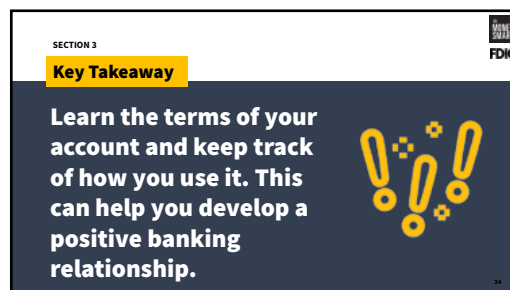 SECTION 3
Key Takeaway
FDIC
Learn the terms of your
account and keep track
of how you use it. This
can help you develop a
positive banking
relationship.